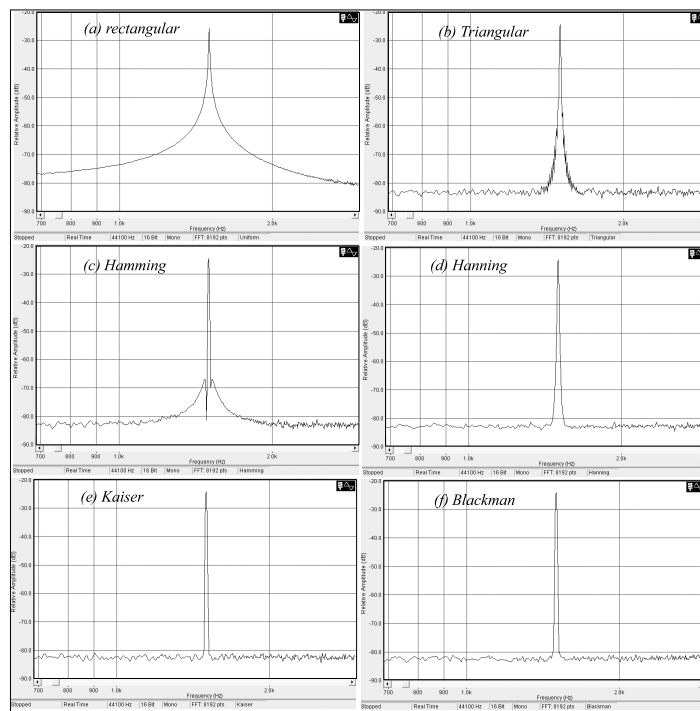 (a) rectangular
-20.0
-30.0
-40.0
-50.0
-60.0
-70.0
-80.0
-90.0
Relative Amplitude (dB)
700 800 900 1.0k 2.0k
Frequency (Hz)
Stopped Real Time 44100 Hz 16 Bit Mono FFT: 8192 pts Uniform
(b) Triangular
-20.0
-30.0
-40.0
-50.0
-60.0
-70.0
-80.0
-90.0
Relative Amplitude (dB)
700 800 900 1.0k 2.0k
Frequency (Hz)
Stopped Real Time 44100 Hz 16 Bit Mono FFT: 8192 pts Triangular
(c) Hamming
-20.0
-30.0
-40.0
-50.0
-60.0
-70.0
-80.0
-90.0
Relative Amplitude (dB)
700 800 900 1.0k 2.0k
Frequency (Hz)
Stopped Real Time 44100 Hz 16 Bit Mono FFT: 8192 pts Hamming
(d) Hanning
-20.0
-30.0
-40.0
-50.0
-60.0
-70.0
-80.0
-90.0
Relative Amplitude (dB)
700 800 900 1.0k 2.0k
Frequency (Hz)
Stopped Real Time 44100 Hz 16 Bit Mono FFT: 8192 pts Hanning
(e) Kaiser
-20.0
-30.0
-40.0
-50.0
-60.0
-70.0
-80.0
-90.0
Relative Amplitude (dB)
700 800 900 1.0k 2.0k
Frequency (Hz)
Stopped Real Time 44100 Hz 16 Bit Mono FFT: 8192 pts Kaiser
(f) Blackman
-20.0
-30.0
-40.0
-50.0
-60.0
-70.0
-80.0
-90.0
Relative Amplitude (dB)
700 800 900 1.0k 2.0k
Frequency (Hz)
Stopped Real Time 44100 Hz 16 Bit Mono FFT: 8192 pts Blackman